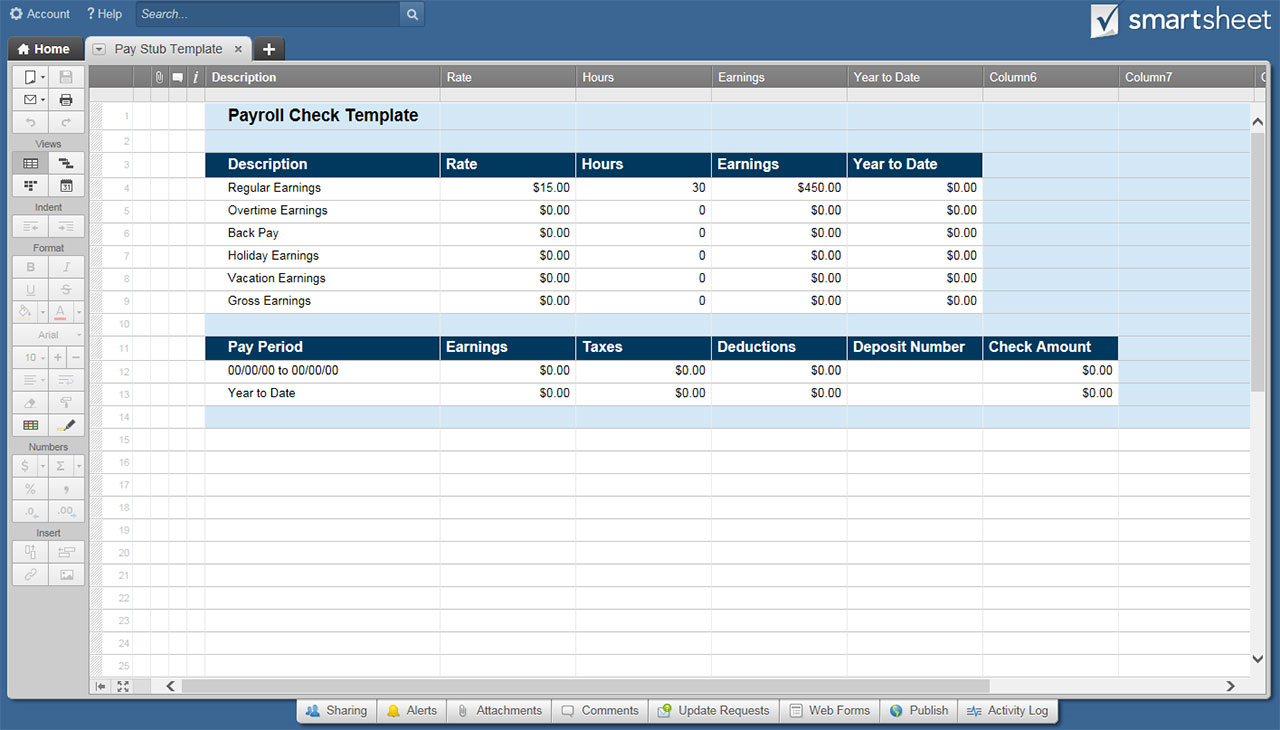 Account ? Help Search...
smartsheet
Home Pay Stub Template × +
i Description Rate Hours Earnings Year to Date Column6 Column7
1 Payroll Check Template
2
3 Description Rate Hours Earnings Year to Date
4 Regular Earnings $15.00 30 $450.00 $0.00
5 Overtime Earnings $0.00 0 $0.00 $0.00
6 Back Pay $0.00 0 $0.00 $0.00
7 Holiday Earnings $0.00 0 $0.00 $0.00
8 Vacation Earnings $0.00 0 $0.00 $0.00
9 Gross Earnings $0.00 0 $0.00 $0.00
10
11 Pay Period Earnings Taxes Deductions Deposit Number Check Amount
12 00/00/00 to 00/00/00 $0.00 $0.00 $0.00 $0.00
13 Year to Date $0.00 $0.00 $0.00 $0.00
14
15
16
17
18
19
20
21
22
23
24
25
Views
31
Indent
Format
B I
U S
A
Arial
10 + −
Numbers
$ Σ
% ,
.0 .00
Insert
Sharing Alerts Attachments Comments Update Requests Web Forms Publish Activity Log